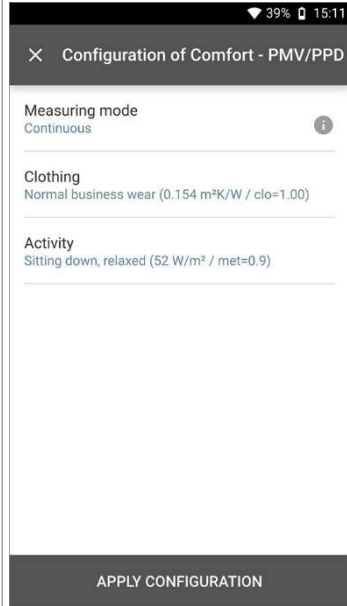 39% 15:11
Configuration of Comfort - PMV/PPD
Measuring mode
Continuous
Clothing
Normal business wear (0.154 m²K/W / clo=1.00)
Activity
Sitting down, relaxed (52 W/m² / met=0.9)
APPLY CONFIGURATION